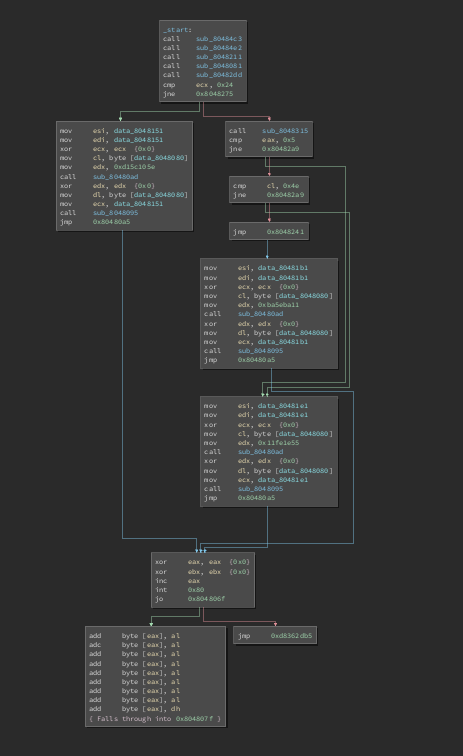 _start:
call sub_80484c3
call sub_80484e2
call sub_8048211
call sub_8048081
call sub_80482dd
cmp ecx, 0x24
jne 0x8048275
mov esi, data_8048151
mov edi, data_8048151
xor ecx, ecx {0x0}
mov cl, byte [data_8048080]
mov edx, 0xd15c105e
call sub_80480ad
xor edx, edx {0x0}
mov dl, byte [data_8048080]
mov ecx, data_8048151
call sub_8048095
jmp 0x80480a5
call sub_8048315
cmp eax, 0x5
jne 0x80482a9
cmp cl, 0x4e
jne 0x80482a9
jmp 0x8048241
mov esi, data_80481b1
mov edi, data_80481b1
xor ecx, ecx {0x0}
mov cl, byte [data_8048080]
mov edx, 0xba5eba11
call sub_80480ad
xor edx, edx {0x0}
mov dl, byte [data_8048080]
mov ecx, data_80481b1
call sub_8048095
jmp 0x80480a5
mov esi, data_80481e1
mov edi, data_80481e1
xor ecx, ecx {0x0}
mov cl, byte [data_8048080]
mov edx, 0x11fe1e55
call sub_80480ad
xor edx, edx {0x0}
mov dl, byte [data_8048080]
mov ecx, data_80481e1
call sub_8048095
jmp 0x80480a5
xor eax, eax {0x0}
xor ebx, ebx {0x0}
inc eax
int 0x80
jo 0x804806f
add byte [eax], al
adc byte [eax], al
add byte [eax], al
add byte [eax], al
add byte [eax], al
add byte [eax], al
add byte [eax], al
add byte [eax], al
add byte [eax], dh
{ Falls through into 0x804807f }
jmp 0xd8362db5